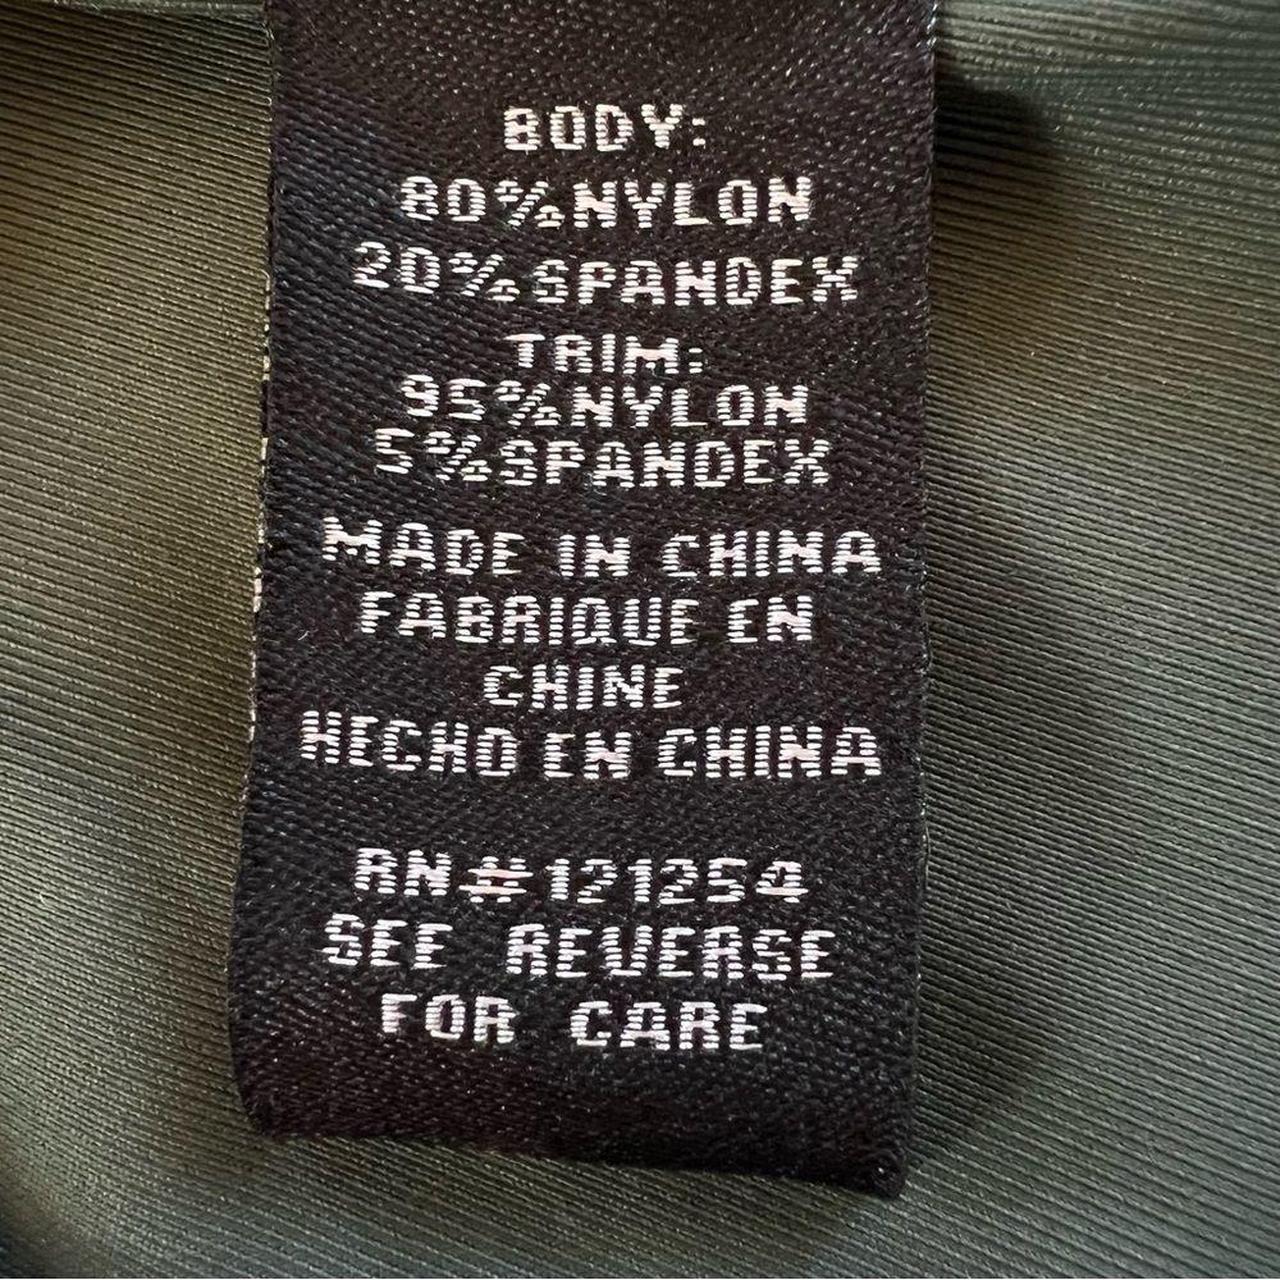 BODY:
80%NYLON
20%SPANDEX
TRIM:
95%NYLON
5%SPANDEX
MADE IN CHINA
FABRIQUE EN
CHINE
HECHO EN CHINA
RN#121254
SEE REVERSE
FOR CARE